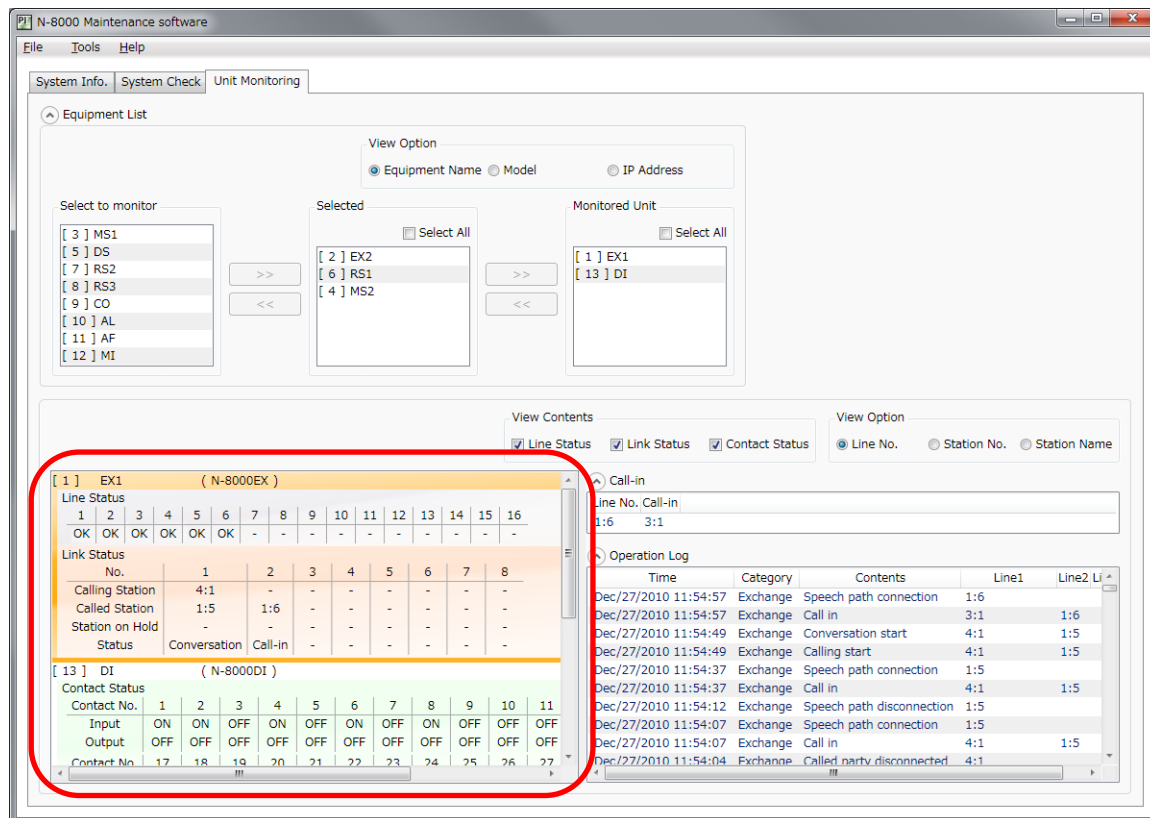 N-8000 Maintenance software
File Tools Help
System Info. System Check Unit Monitoring
Equipment List
View Option
Equipment Name Model IP Address
Select to monitor
[ 3 ] MS1
[ 5 ] DS
[ 7 ] RS2
[ 8 ] RS3
[ 9 ] CO
[ 10 ] AL
[ 11 ] AF
[ 12 ] MI
>>
<<
Selected
Select All
[ 2 ] EX2
[ 6 ] RS1
[ 4 ] MS2
>>
<<
Monitored Unit
Select All
[ 1 ] EX1
[ 13 ] DI
View Contents
Line Status Link Status Contact Status
View Option
Line No. Station No. Station Name
[ 1 ] EX1 ( N-8000EX )
Line Status
1 2 3 4 5 6 7 8 9 10 11 12 13 14 15 16
OK OK OK OK OK OK - - - - - - - - - -
Link Status
No. 1 2 3 4 5 6 7 8
Calling Station 4:1 - - - - - - -
Called Station 1:5 1:6 - - - - - -
Station on Hold - - - - - - - -
Status Conversation Call-in - - - - - -
[ 13 ] DI ( N-8000DI )
Contact Status
Contact No. 1 2 3 4 5 6 7 8 9 10 11
Input ON ON OFF ON OFF ON OFF ON OFF OFF OFF
Output OFF OFF OFF OFF OFF OFF OFF OFF OFF OFF OFF
Contact No. 17 18 19 20 21 22 23 24 25 26 27
Call-in
Line No. Call-in
1:6 3:1
Operation Log
Time Category Contents Line1 Line2 Li
Dec/27/2010 11:54:57 Exchange Speech path connection 1:6
Dec/27/2010 11:54:57 Exchange Call in 3:1 1:6
Dec/27/2010 11:54:49 Exchange Conversation start 4:1 1:5
Dec/27/2010 11:54:49 Exchange Calling start 4:1 1:5
Dec/27/2010 11:54:37 Exchange Speech path connection 1:5
Dec/27/2010 11:54:37 Exchange Call in 4:1 1:5
Dec/27/2010 11:54:12 Exchange Speech path disconnection 1:5
Dec/27/2010 11:54:07 Exchange Speech path connection 1:5
Dec/27/2010 11:54:07 Exchange Call in 4:1 1:5
Dec/27/2010 11:54:04 Exchange Called party disconnected 4:1